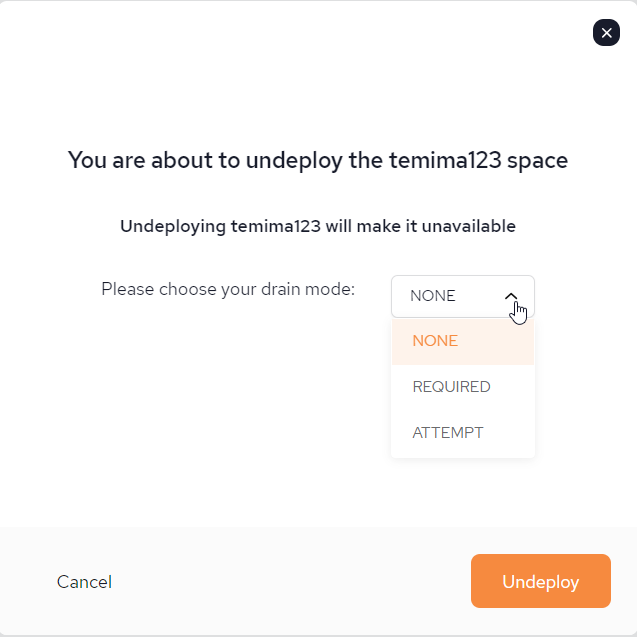 You are about to undeploy the temima123 space
Undeploying temima123 will make it unavailable
Please choose your drain mode: NONE
NONE
REQUIRED
ATTEMPT
Cancel Undeploy